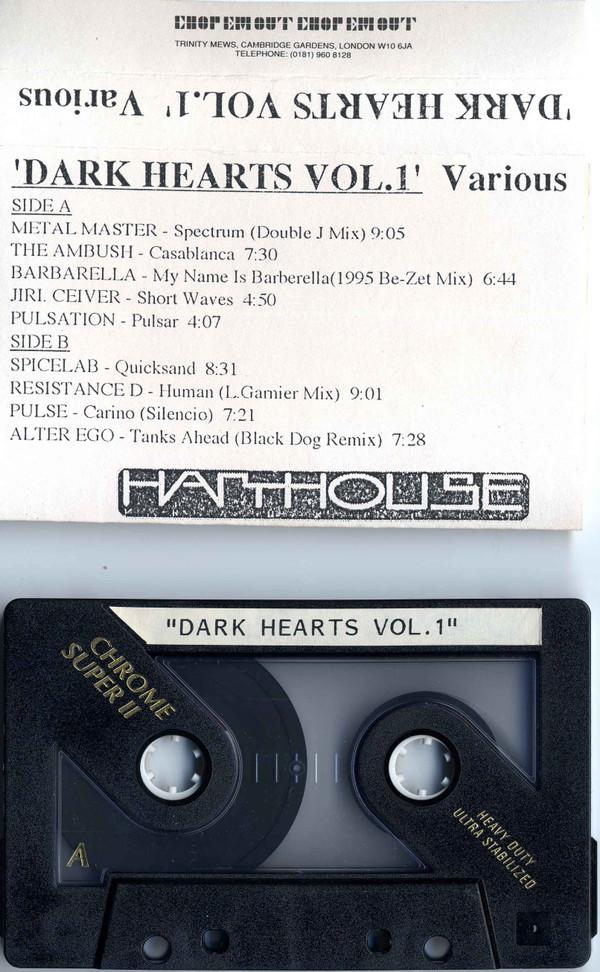 CHOP EM OUT CHOP EM OUT
TRINITY MEWS, CAMBRIDGE GARDENS, LONDON W10 6JA
TELEPHONE: (0181) 960 8128
'DARK HEARTS VOL.1' Various
'DARK HEARTS VOL.1' Various
SIDE A
METAL MASTER - Spectrum (Double J Mix) 9:05
THE AMBUSH - Casablanca 7:30
BARBARELLA - My Name Is Barberella(1995 Be-Zet Mix) 6:44
JIRI. CEIVER - Short Waves 4:50
PULSATION - Pulsar 4:07
SIDE B
SPICELAB - Quicksand 8:31
RESISTANCE D - Human (L.Garnier Mix) 9:01
PULSE - Carino (Silencio) 7:21
ALTER EGO - Tanks Ahead (Black Dog Remix) 7:28
HARTHOUSE
"DARK HEARTS VOL.1"
CHROME
SUPER II
A
HEAVY DUTY
ULTRA STABILIZED